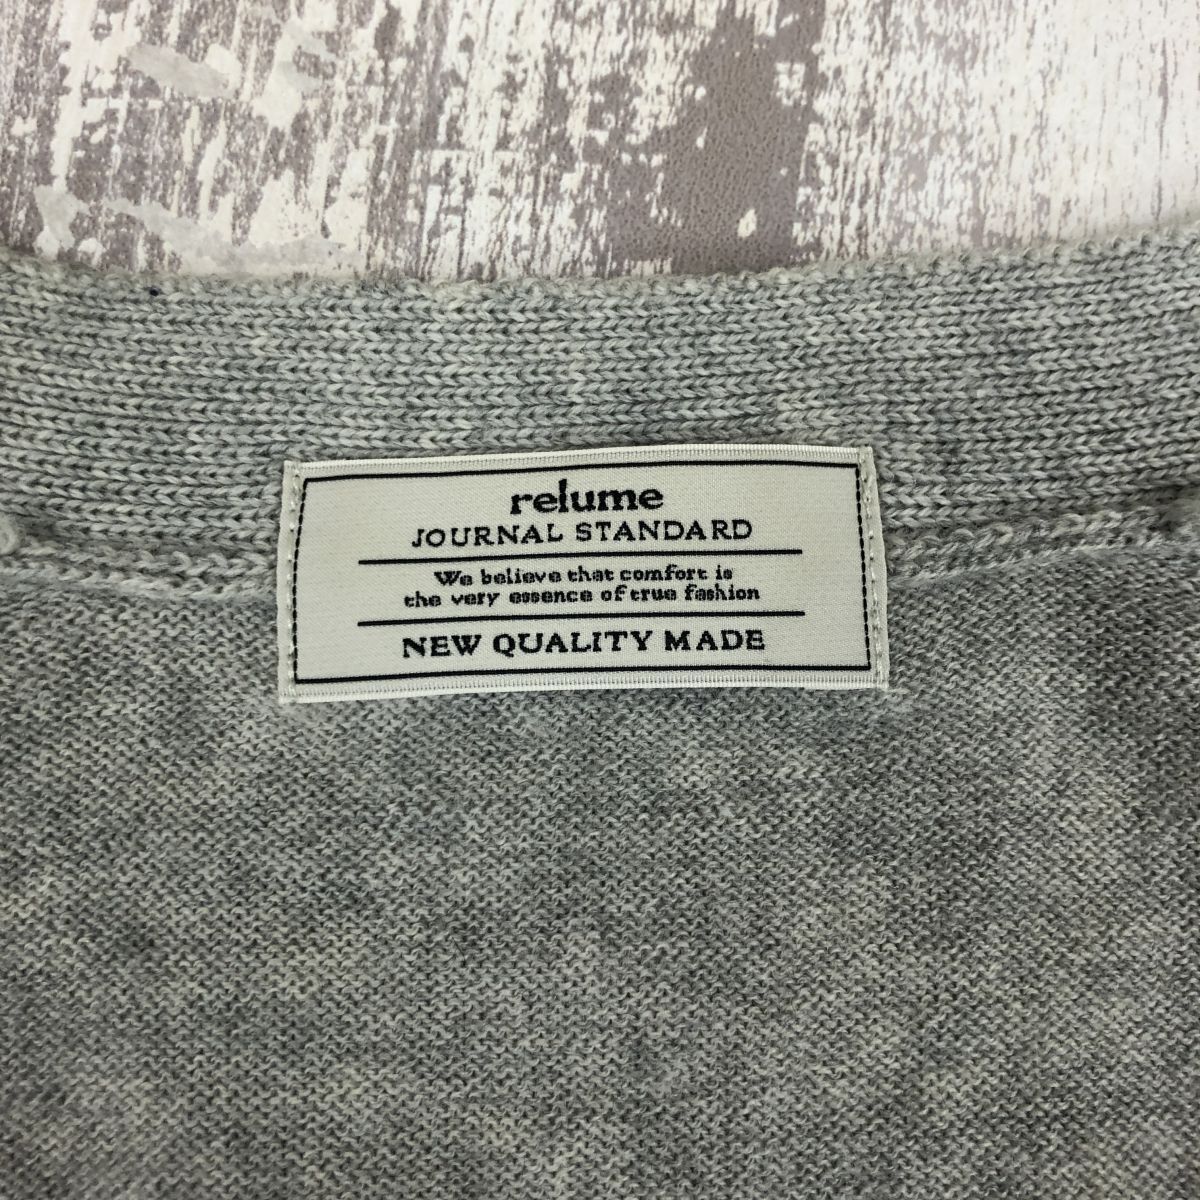 relume
JOURNAL STANDARD
We believe that comfort is
the very essence of true fashion
NEW QUALITY MADE